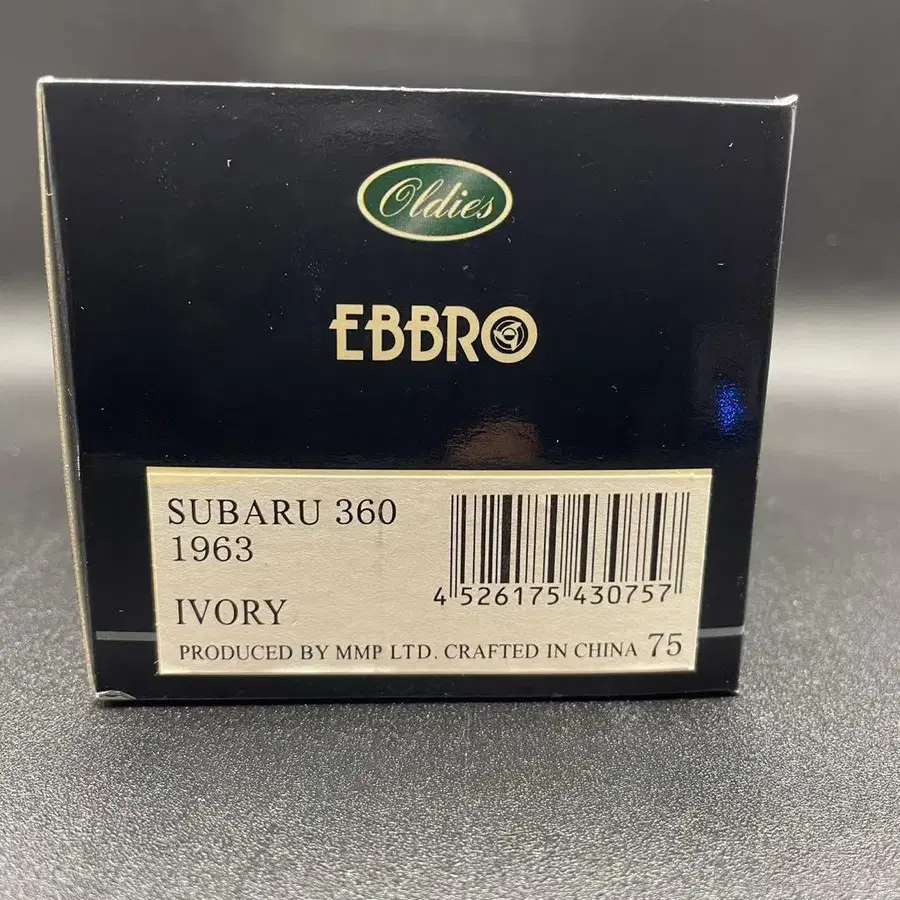 Oldies
EBBRO
SUBARU 360
1963
IVORY
4 526175 430757
PRODUCED BY MMP LTD. CRAFTED IN CHINA 75